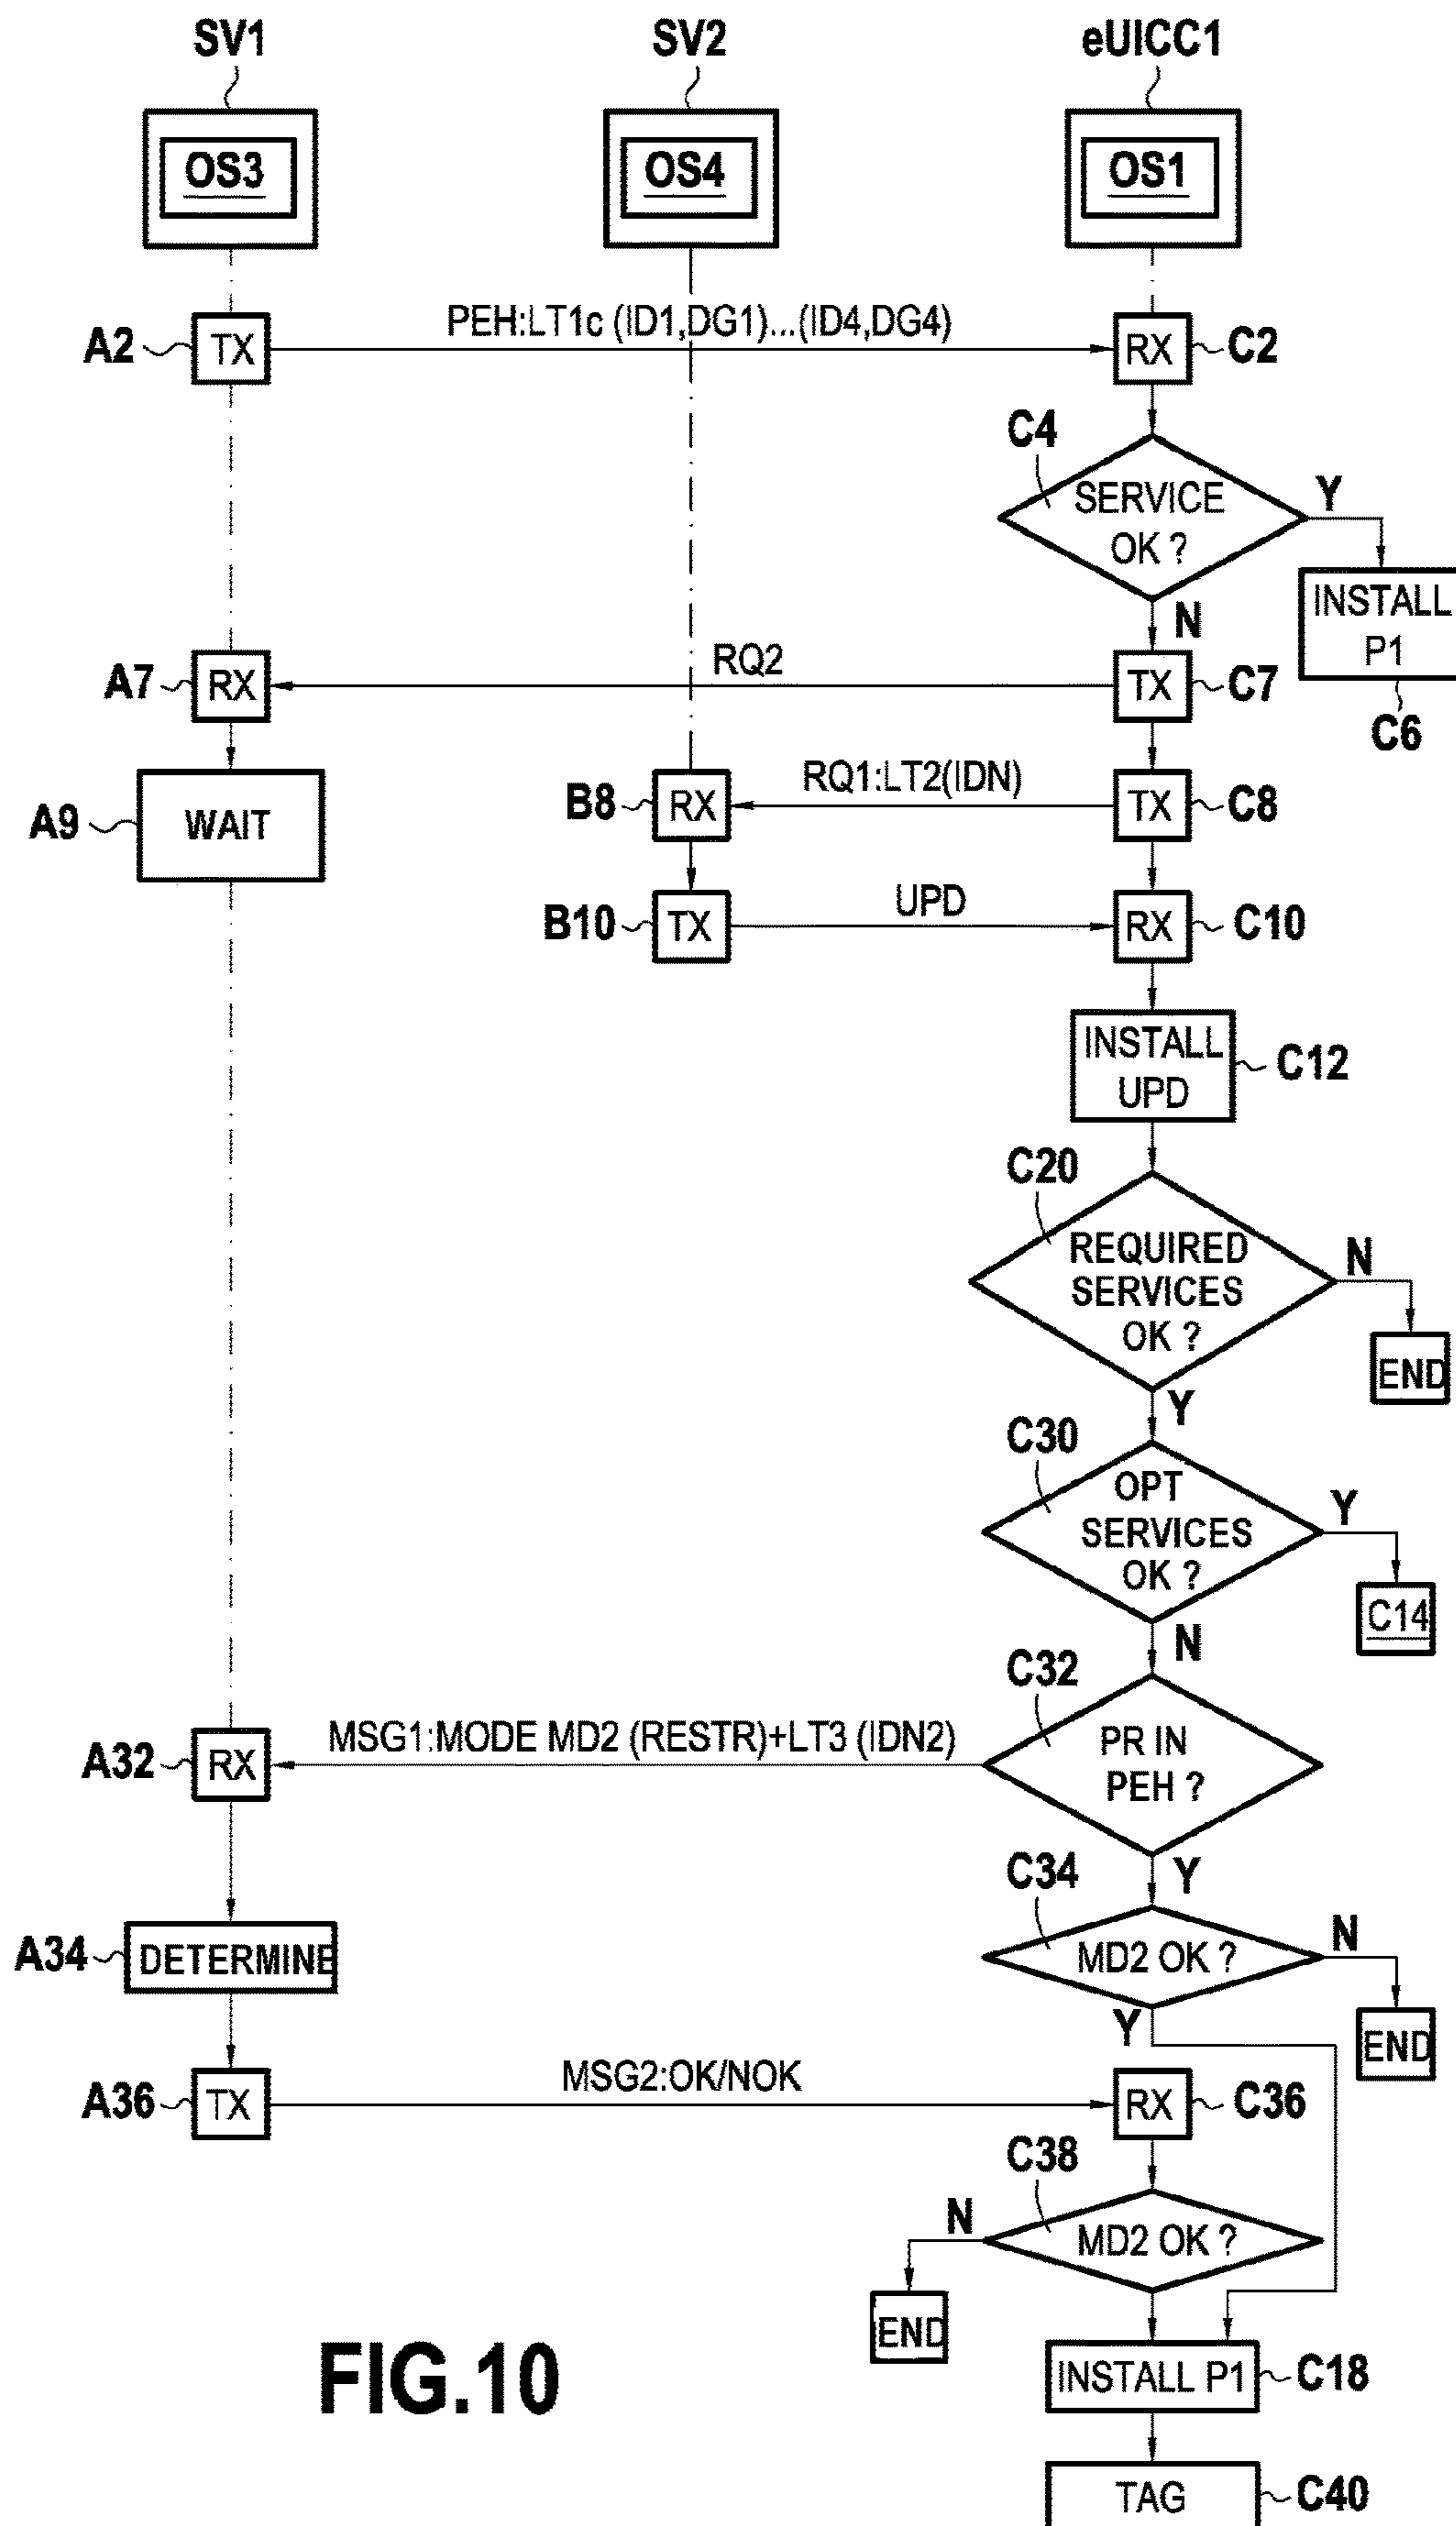 SV1
SV2
eUICC1
OS3
OS4
OS1
PEH:LT1c (ID1,DG1)...(ID4,DG4)
A2
TX
RX
C2
C4
SERVICE
OK ?
Y
INSTALL
P1
C6
N
RQ2
A7
RX
TX
C7
RQ1:LT2(IDN)
A9
WAIT
B8
RX
TX
C8
UPD
B10
TX
RX
C10
INSTALL
UPD
C12
C20
REQUIRED
SERVICES
OK ?
N
END
Y
C30
OPT
SERVICES
OK ?
Y
C14
N
C32
MSG1:MODE MD2 (RESTR)+LT3 (IDN2)
A32
RX
PR IN
PEH ?
Y
C34
A34
DETERMINE
MD2 OK ?
N
END
Y
MSG2:OK/NOK
A36
TX
RX
C36
C38
N
MD2 OK ?
END
INSTALL P1
C18
FIG.10
TAG
C40